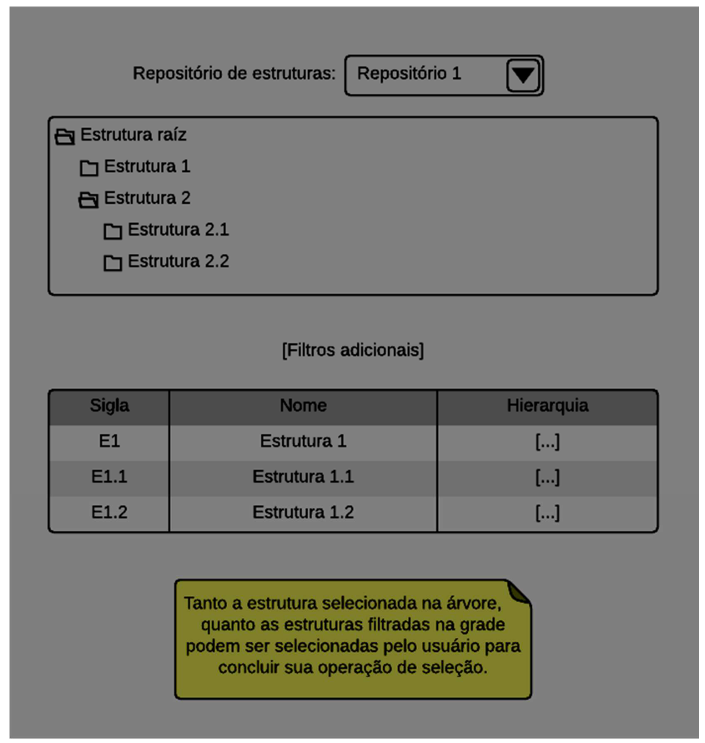 Repositório de estruturas: Repositório 1
Estrutura raíz
Estrutura 1
Estrutura 2
Estrutura 2.1
Estrutura 2.2
[Filtros adicionais]
Sigla Nome Hierarquia
E1 Estrutura 1 [...]
E1.1 Estrutura 1.1 [...]
E1.2 Estrutura 1.2 [...]
Tanto a estrutura selecionada na árvore,
quanto as estruturas filtradas na grade
podem ser selecionadas pelo usuário para
concluir sua operação de seleção.